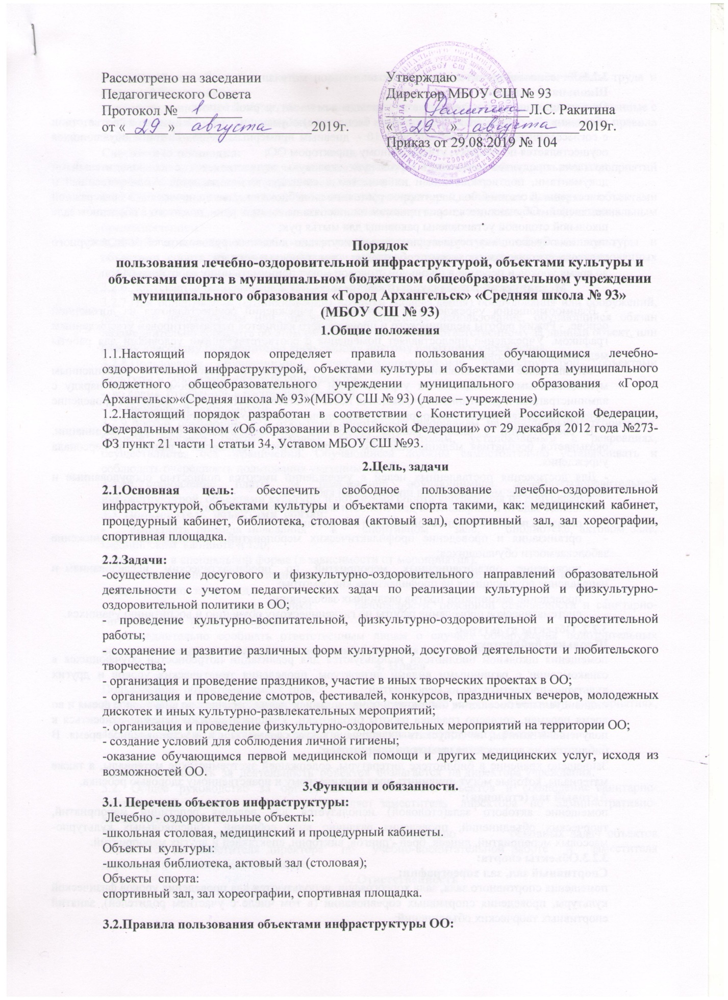 Рассмотрено на заседании
Педагогического Совета
Протокол № 1
от «29» августа 2019г.
Утверждаю
Директор МБОУ СШ № 93
Л.С. Ракитина
«29» августа 2019г.
Приказ от 29.08.2019 № 104
Порядок
пользования лечебно-оздоровительной инфраструктурой, объектами культуры и
объектами спорта в муниципальном бюджетном общеобразовательном учреждении
муниципального образования «Город Архангельск» «Средняя школа № 93»
(МБОУ СШ № 93)
1.Общие положения
1.1.Настоящий порядок определяет правила пользования обучающимися лечебно-
оздоровительной инфраструктурой, объектами культуры и объектами спорта муниципального
бюджетного общеобразовательном учреждении муниципального образования «Город
Архангельск»«Средняя школа № 93»(МБОУ СШ № 93) (далее – учреждение)
1.2.Настоящий порядок разработан в соответствии с Конституцией Российской Федерации,
Федеральным законом «Об образовании в Российской Федерации» от 29 декабря 2012 года №273-
ФЗ пункт 21 части 1 статьи 34, Уставом МБОУ СШ №93.
2.Цель, задачи
2.1.Основная цель: обеспечить свободное пользование лечебно-оздоровительной
инфраструктурой, объектами культуры и объектами спорта такими, как: медицинский кабинет,
процедурный кабинет, библиотека, столовая (актовый зал), спортивный зал, зал хореографии,
спортивная площадка.
2.2.Задачи:
-осуществление досугового и физкультурно-оздоровительного направлений образовательной
деятельности с учетом педагогических задач по реализации культурной и физкультурно-
оздоровительной политики в ОО;
- проведение культурно-воспитательной, физкультурно-оздоровительной и просветительной
работы;
- сохранение и развитие различных форм культурной, досуговой деятельности и любительского
творчества;
- организация и проведение праздников, участие в иных творческих проектах в ОО;
- организация и проведение смотров, фестивалей, конкурсов, праздничных вечеров, молодежных
дискотек и иных культурно-развлекательных мероприятий;
- организация и проведение физкультурно-оздоровительных мероприятий на территории ОО;
- создание условий для соблюдения личной гигиены;
-оказание обучающимся первой медицинской помощи и других медицинских услуг, исходя из
возможностей ОО.
3.Функции и обязанности.
3.1. Перечень объектов инфраструктуры:
Лечебно - оздоровительные объекты:
-школьная столовая, медицинский и процедурный кабинеты.
Объекты культуры:
-школьная библиотека, актовый зал (столовая);
Объекты спорта:
спортивный зал, зал хореографии, спортивная площадка.
3.2.Правила пользования объектами инфраструктуры ОО: